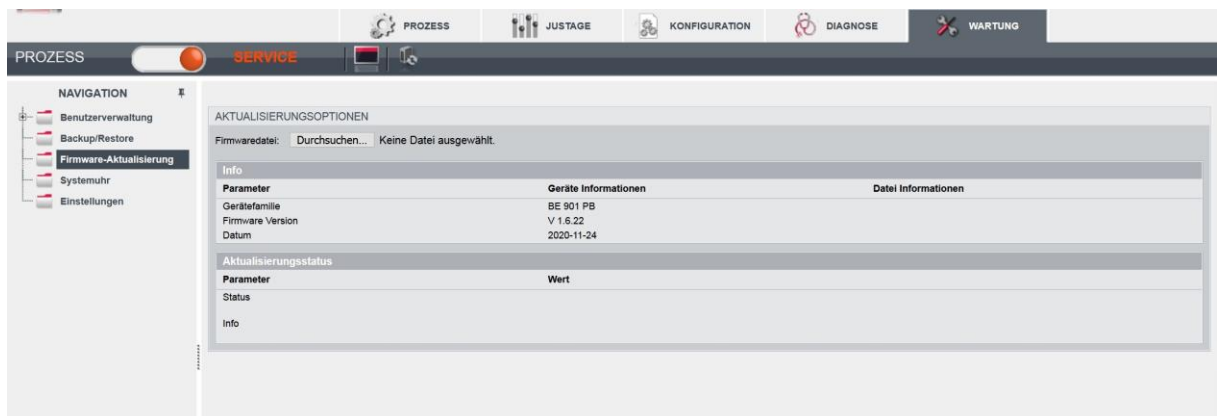 PROZESS JUSTAGE KONFIGURATION DIAGNOSE WARTUNG
PROZESS SERVICE
NAVIGATION
Benutzerverwaltung
Backup/Restore
Firmware-Aktualisierung
Systemuhr
Einstellungen
AKTUALISIERUNGSOPTIONEN
Firmwaredatei: Durchsuchen... Keine Datei ausgewählt.
Info
Parameter Geräte Informationen Datei Informationen
Gerätefamilie BE 901 PB
Firmware Version V 1.6.22
Datum 2020-11-24
Aktualisierungsstatus
Parameter Wert
Status
Info